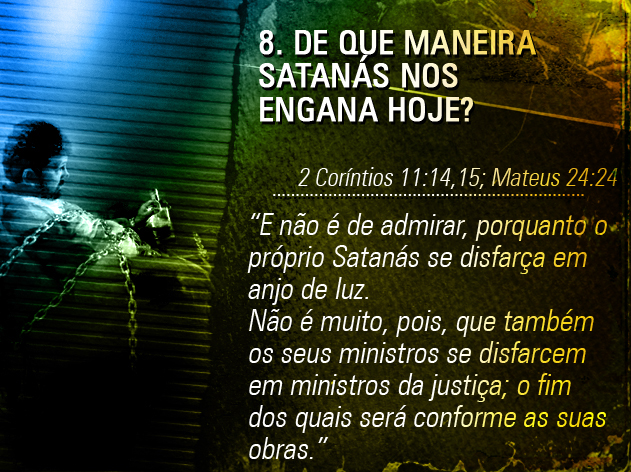 8. DE QUE MANEIRA
SATANÁS NOS
ENGANA HOJE?
2 Coríntios 11:14,15; Mateus 24:24
“E não é de admirar, porquanto o
próprio Satanás se disfarça em
anjo de luz.
Não é muito, pois, que também
os seus ministros se disfarcem
em ministros da justiça; o fim
dos quais será conforme as suas
obras.”